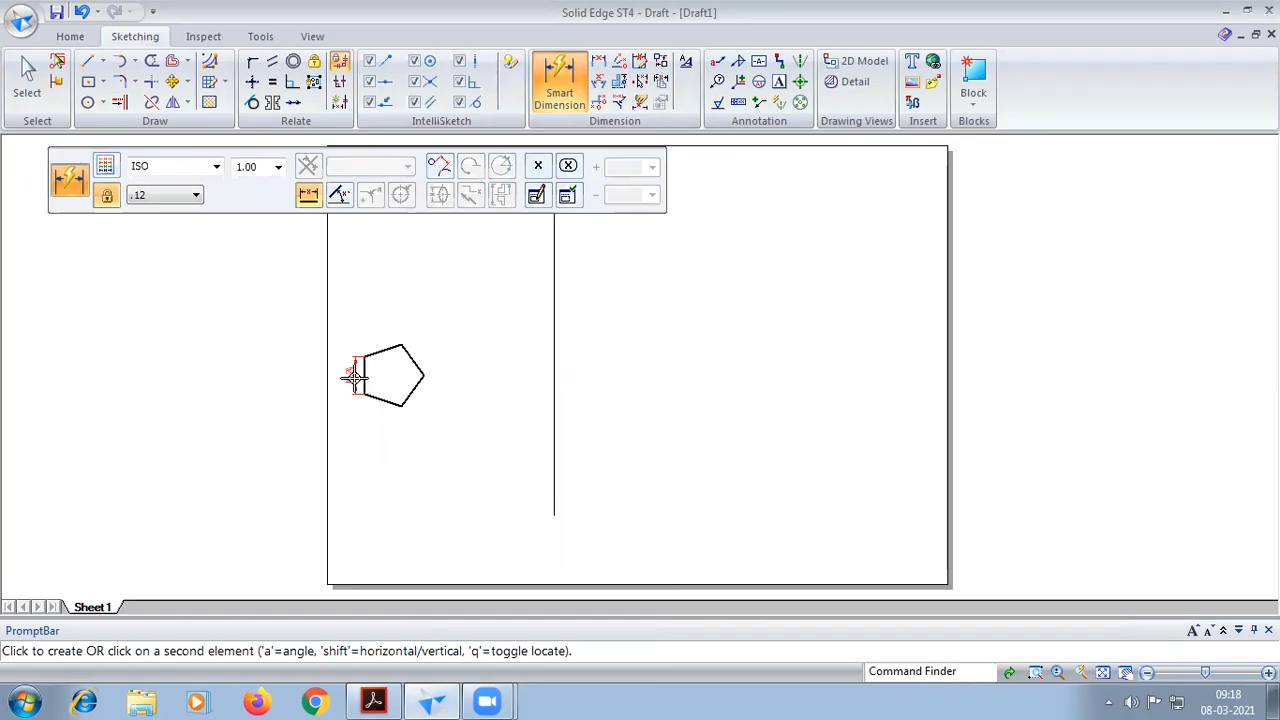 Solid Edge ST4 - Draft - [Draft1]
Home
Sketching
Inspect
Tools
View
Select
Smart
Dimension
2D Model
Detail
Block
Select
Draw
Relate
IntelliSketch
Dimension
Annotation
Drawing Views
Insert
Blocks
ISO
1.00
.12
Sheet1
PromptBar
Click to create OR click on a second element ('a'=angle, 'shift'=horizontal/vertical, 'q'=toggle locate).
Command Finder
09:18
08-03-2021